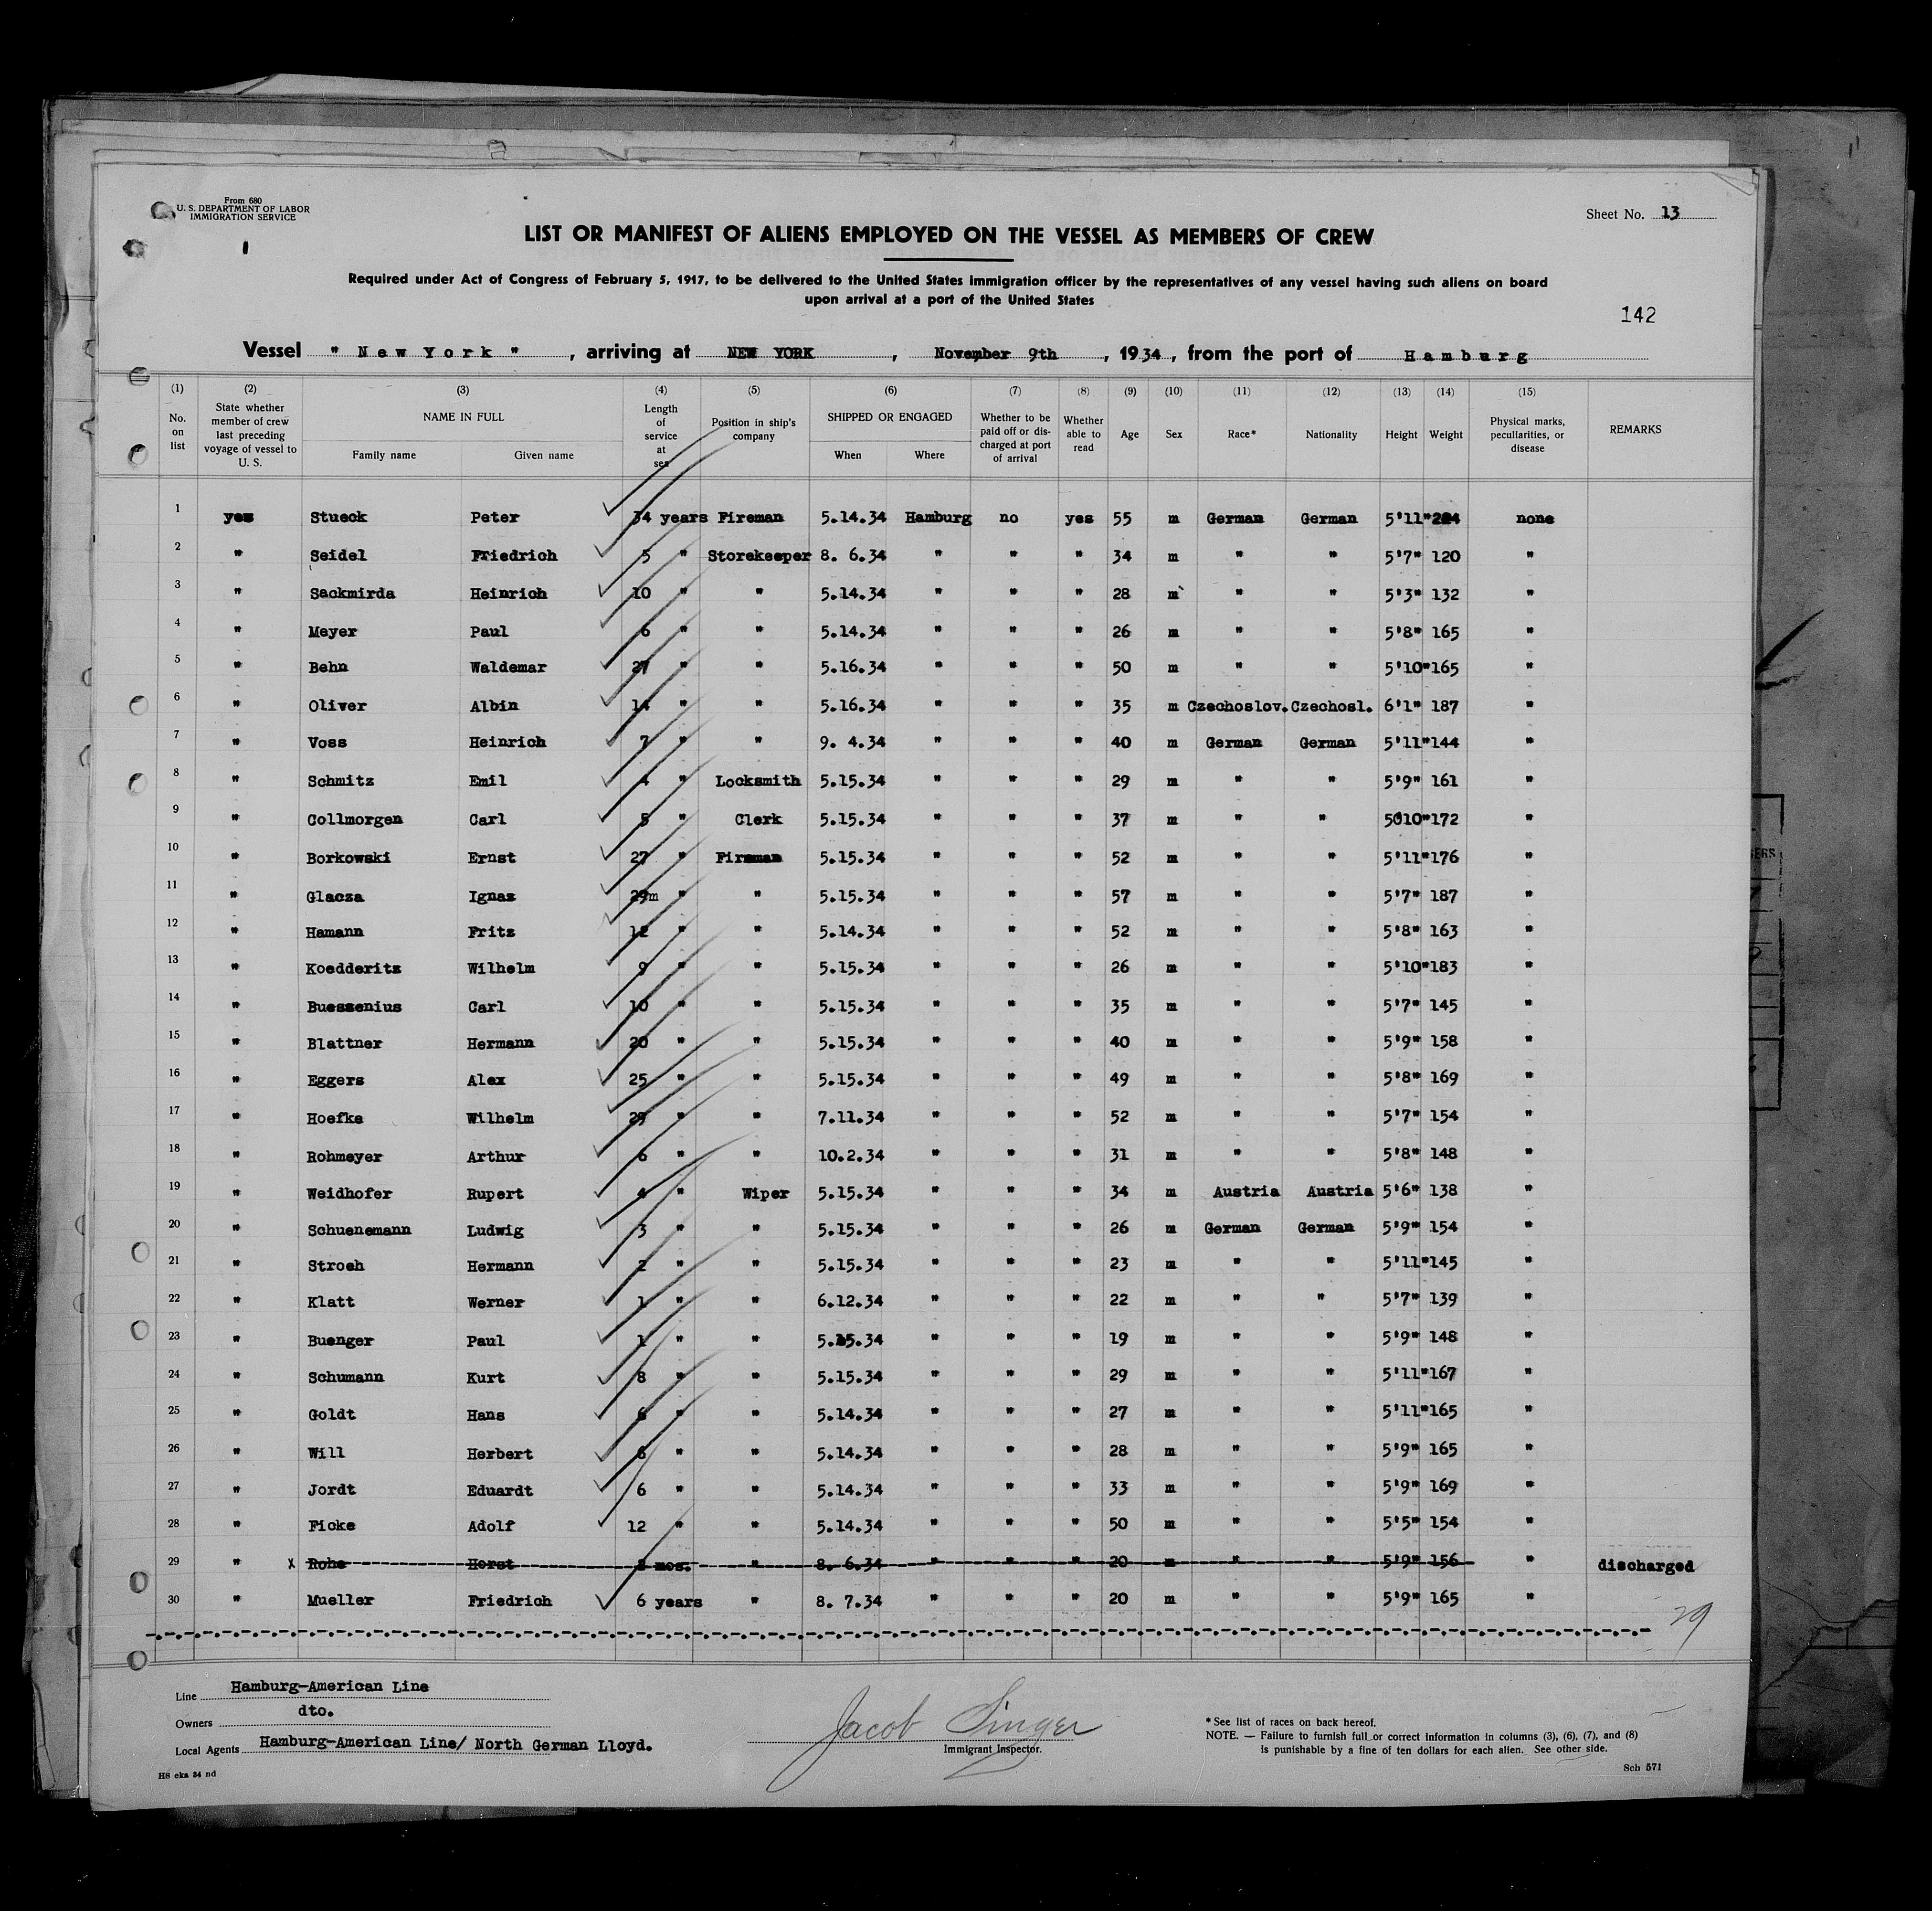 From 680
U. S. DEPARTMENT OF LABOR
IMMIGRATION SERVICE
Sheet No. 13
LIST OR MANIFEST OF ALIENS EMPLOYED ON THE VESSEL AS MEMBERS OF CREW
Required under Act of Congress of February 5, 1917, to be delivered to the United States immigration officer by the representatives of any vessel having such aliens on board
upon arrival at a port of the United States
142
Vessel " New York " , arriving at NEW YORK , November 9th , 1934 , from the port of Hamburg
(1) (2) (3) (4) (5) (6) (7) (8) (9) (10) (11) (12) (13) (14) (15)
No. on list State whether member of crew last preceding voyage of vessel to U. S. NAME IN FULL Family name Given name Length of service at sea Position in ship's company SHIPPED OR ENGAGED When Where Whether to be paid off or discharged at port of arrival Whether able to read Age Sex Race* Nationality Height Weight Physical marks, peculiarities, or disease REMARKS
1 yes Stueck Peter 34 years Fireman 5.14.34 Hamburg no yes 55 m German German 5'11" 224 none
2 " Seidel Friedrich 5 " Storekeeper 8. 6.34 " " " 34 m " " 5'7" 120 "
3 " Sackmirda Heinrich 10 " " 5.14.34 " " " 28 m " " 5'3" 132 "
4 " Meyer Paul 6 " " 5.14.34 " " " 26 m " " 5'8" 165 "
5 " Behn Waldemar 27 " " 5.16.34 " " " 50 m " " 5'10" 165 "
6 " Oliver Albin 14 " " 5.16.34 " " " 35 m Czechoslov. Czechosl. 6'1" 187 "
7 " Voss Heinrich 7 " " 9. 4.34 " " " 40 m German German 5'11" 144 "
8 " Schmitz Emil 4 " Locksmith 5.15.34 " " " 29 m " " 5'9" 161 "
9 " Collmorgen Carl 5 " Clerk 5.15.34 " " " 37 m " " 5610" 172 "
10 " Borkowski Ernst 27 " Fireman 5.15.34 " " " 52 m " " 5'11" 176 "
11 " Glacza Ignaz 29m " " 5.15.34 " " " 57 m " " 5'7" 187 "
12 " Hamann Fritz 12 " " 5.14.34 " " " 52 m " " 5'8" 163 "
13 " Koedderitz Wilhelm 9 " " 5.15.34 " " " 26 m " " 5'10" 183 "
14 " Buessenius Carl 10 " " 5.15.34 " " " 35 m " " 5'7" 145 "
15 " Blattner Hermann 20 " " 5.15.34 " " " 40 m " " 5'9" 158 "
16 " Eggers Alex 25 " " 5.15.34 " " " 49 m " " 5'8" 169 "
17 " Hoefke Wilhelm 29 " " 7.11.34 " " " 52 m " " 5'7" 154 "
18 " Rohmeyer Arthur 6 " " 10.2.34 " " " 31 m " " 5'8" 148 "
19 " Weidhofer Rupert 4 " Wiper 5.15.34 " " " 34 m Austria Austria 5'6" 138 "
20 " Schuenemann Ludwig 3 " " 5.15.34 " " " 26 m German German 5'9" 154 "
21 " Stroeh Hermann 2 " " 5.15.34 " " " 23 m " " 5'11" 145 "
22 " Klatt Werner 1 " " 6.12.34 " " " 22 m " " 5'7" 139 "
23 " Buenger Paul 1 " " 5.15.34 " " " 19 m " " 5'9" 148 "
24 " Schumann Kurt 8 " " 5.15.34 " " " 29 m " " 5'11" 167 "
25 " Goldt Hans 6 " " 5.14.34 " " " 27 m " " 5'11" 165 "
26 " Will Herbert 6 " " 5.14.34 " " " 28 m " " 5'9" 165 "
27 " Jordt Eduardt 6 " " 5.14.34 " " " 33 m " " 5'9" 169 "
28 " Ficke Adolf 12 " " 5.14.34 " " " 50 m " " 5'5" 154 "
29 " x Rohe Horst mos. " 8. 6.34 " " " 20 m " " 5'9" 156 " discharged
30 " Mueller Friedrich 6 years " 8. 7.34 " " " 20 m " " 5'9" 165 "
29
Line Hamburg-American Line
Owners dto.
Local Agents Hamburg-American Line/ North German Lloyd.
HS eka 34 nd
Jacob Singer
Immigrant Inspector.
*See list of races on back hereof.
NOTE. — Failure to furnish full or correct information in columns (3), (6), (7), and (8)
is punishable by a fine of ten dollars for each alien. See other side.
Sch 571